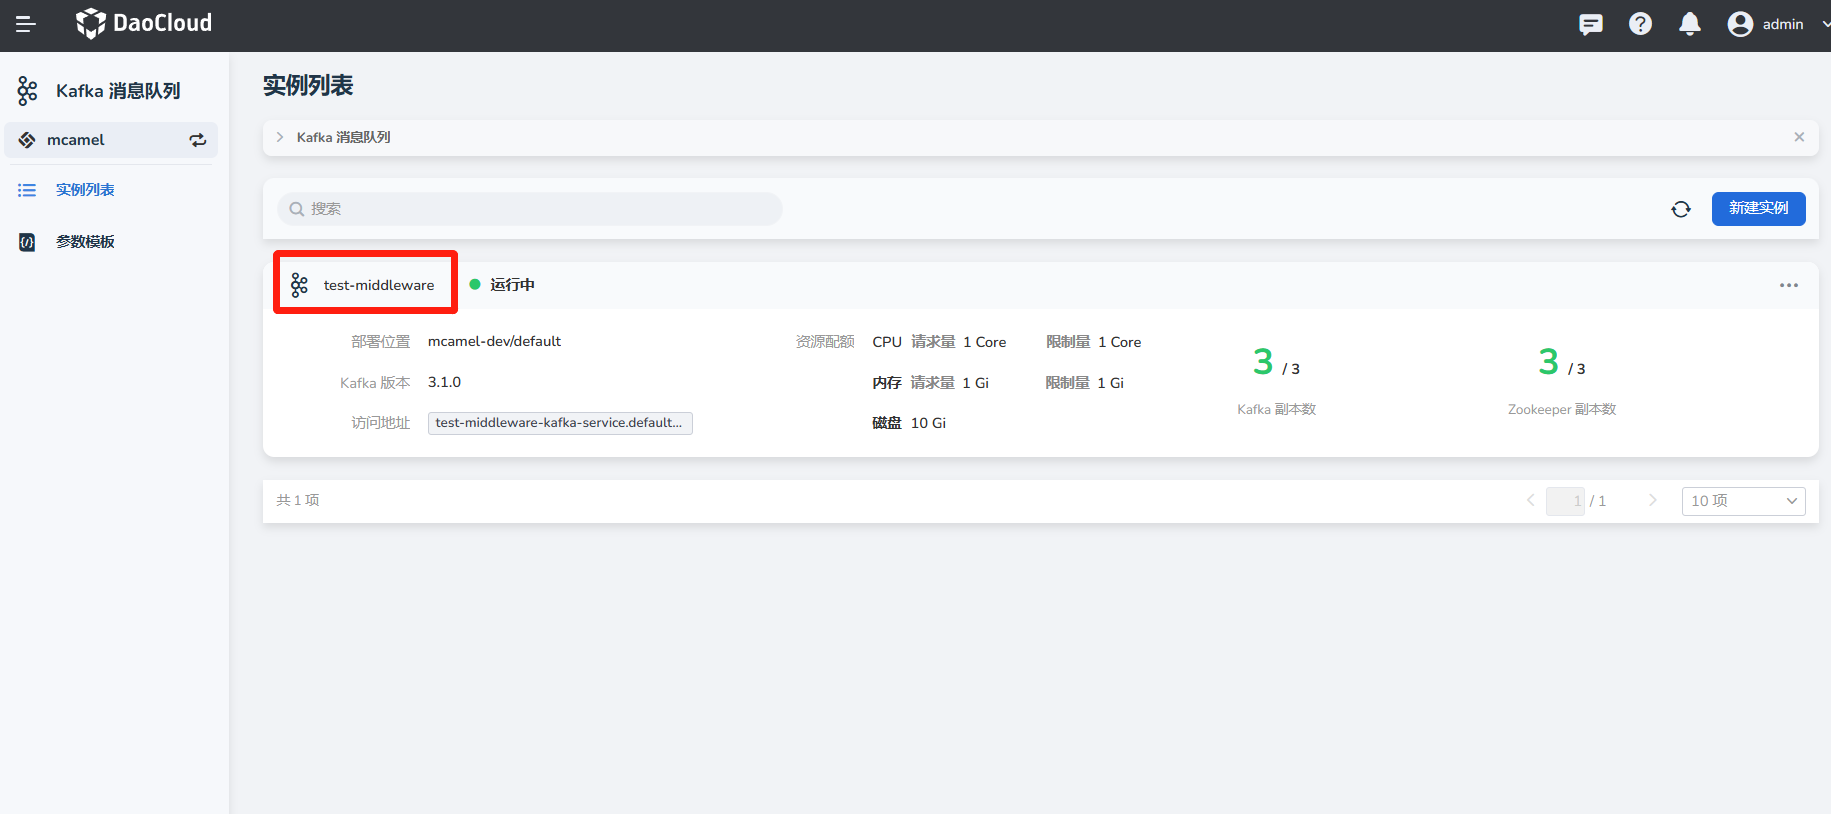 DaoCloud
admin
Kafka 消息队列
mcamel
实例列表
参数模板
实例列表
Kafka 消息队列
搜索
新建实例
test-middleware
运行中
部署位置 mcamel-dev/default
Kafka 版本 3.1.0
访问地址 test-middleware-kafka-service.default...
资源配额 CPU 请求量 1 Core 限制量 1 Core
内存 请求量 1 Gi 限制量 1 Gi
磁盘 10 Gi
3 / 3
Kafka 副本数
3 / 3
Zookeeper 副本数
共 1 项
1 / 1
10 项